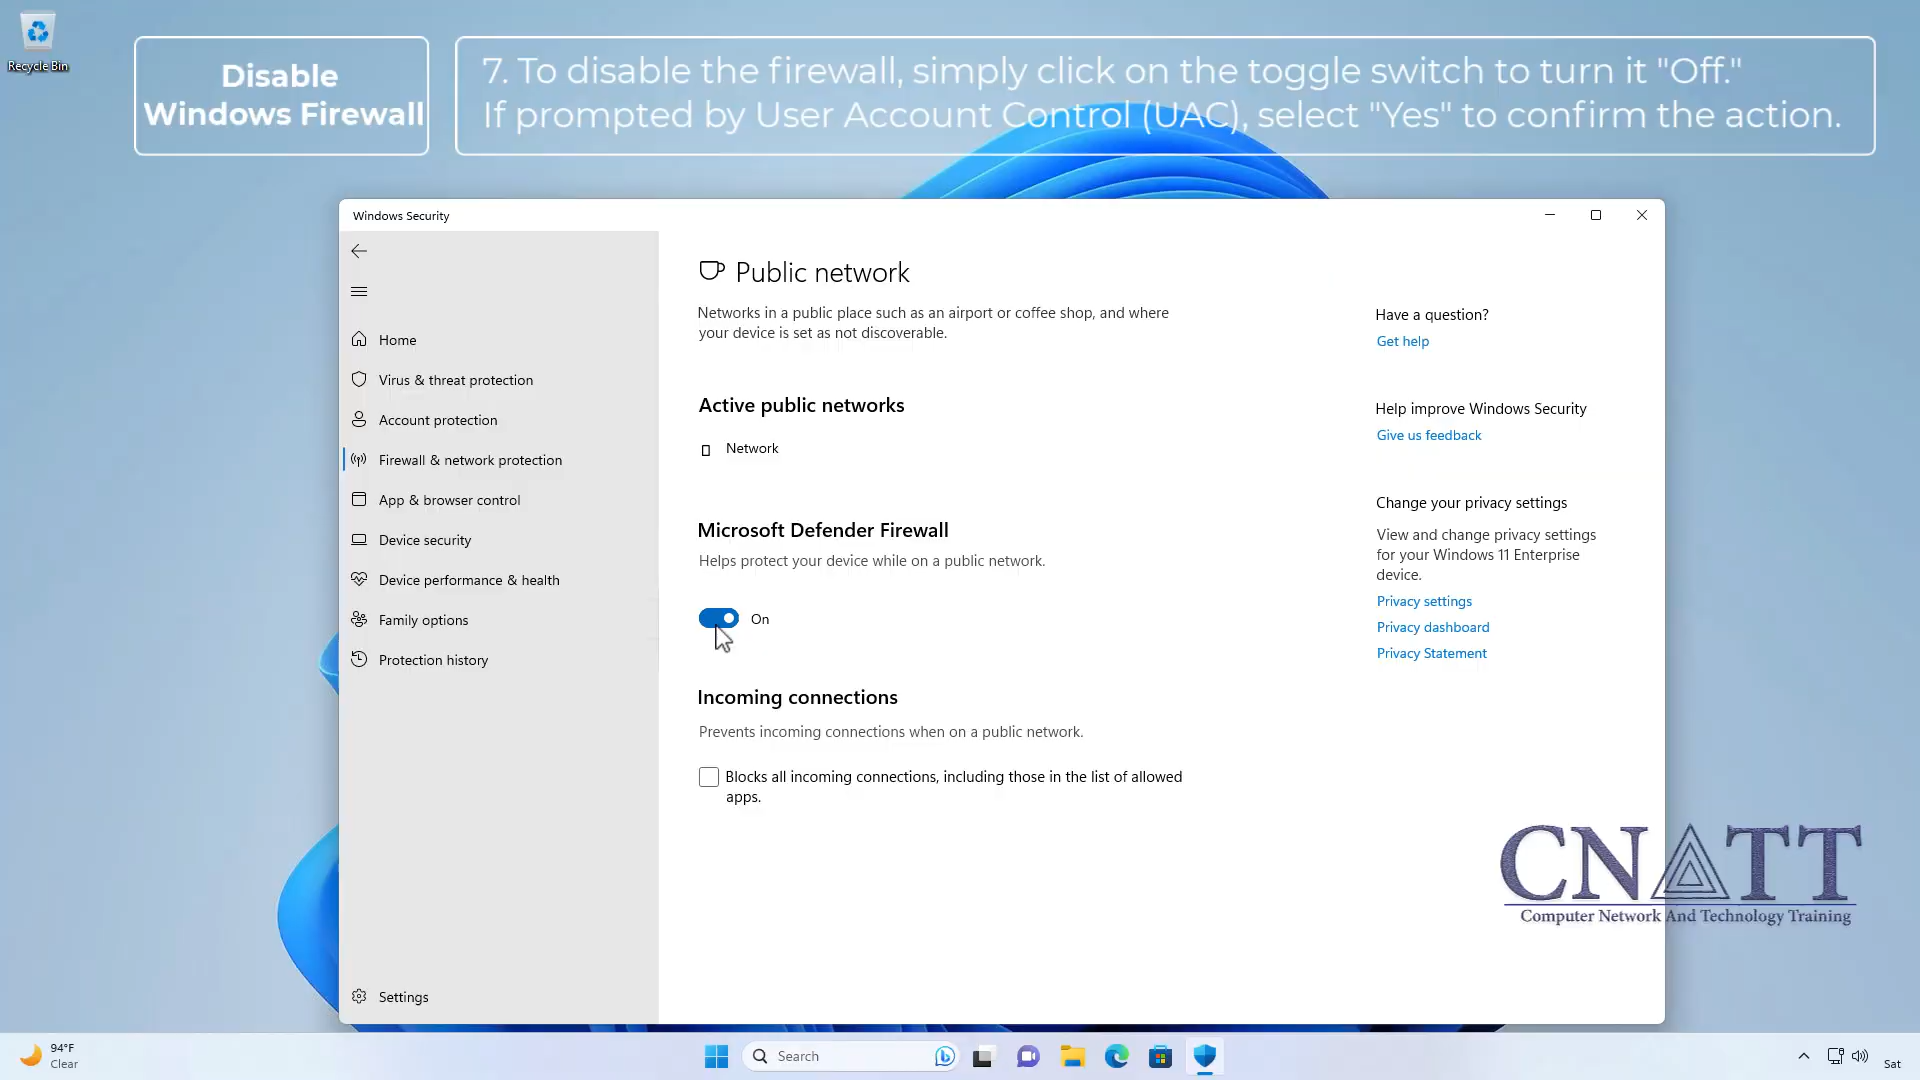 Recycle Bin
Disable
Windows Firewall
7. To disable the firewall, simply click on the toggle switch to turn it "Off."
If prompted by User Account Control (UAC), select "Yes" to confirm the action.
Windows Security
Home
Virus & threat protection
Account protection
Firewall & network protection
App & browser control
Device security
Device performance & health
Family options
Protection history
Settings
Public network
Networks in a public place such as an airport or coffee shop, and where
your device is set as not discoverable.
Active public networks
Network
Microsoft Defender Firewall
Helps protect your device while on a public network.
On
Incoming connections
Prevents incoming connections when on a public network.
Blocks all incoming connections, including those in the list of allowed
apps.
Have a question?
Get help
Help improve Windows Security
Give us feedback
Change your privacy settings
View and change privacy settings
for your Windows 11 Enterprise
device.
Privacy settings
Privacy dashboard
Privacy Statement
CNATT
Computer Network And Technology Training
94°F
Clear
Search
Sat